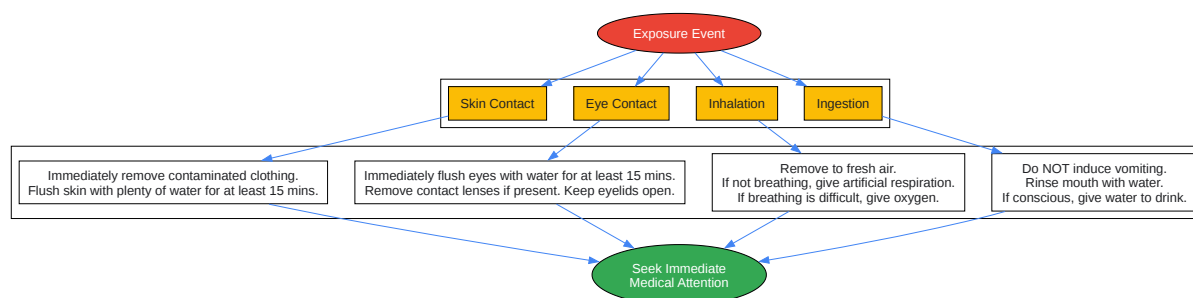 Exposure Event
Skin Contact
Eye Contact
Inhalation
Ingestion
Immediately remove contaminated clothing.
Flush skin with plenty of water for at least 15 mins.
Immediately flush eyes with water for at least 15 mins.
Remove contact lenses if present. Keep eyelids open.
Remove to fresh air.
If not breathing, give artificial respiration.
If breathing is difficult, give oxygen.
Do NOT induce vomiting.
Rinse mouth with water.
If conscious, give water to drink.
Seek Immediate
Medical Attention